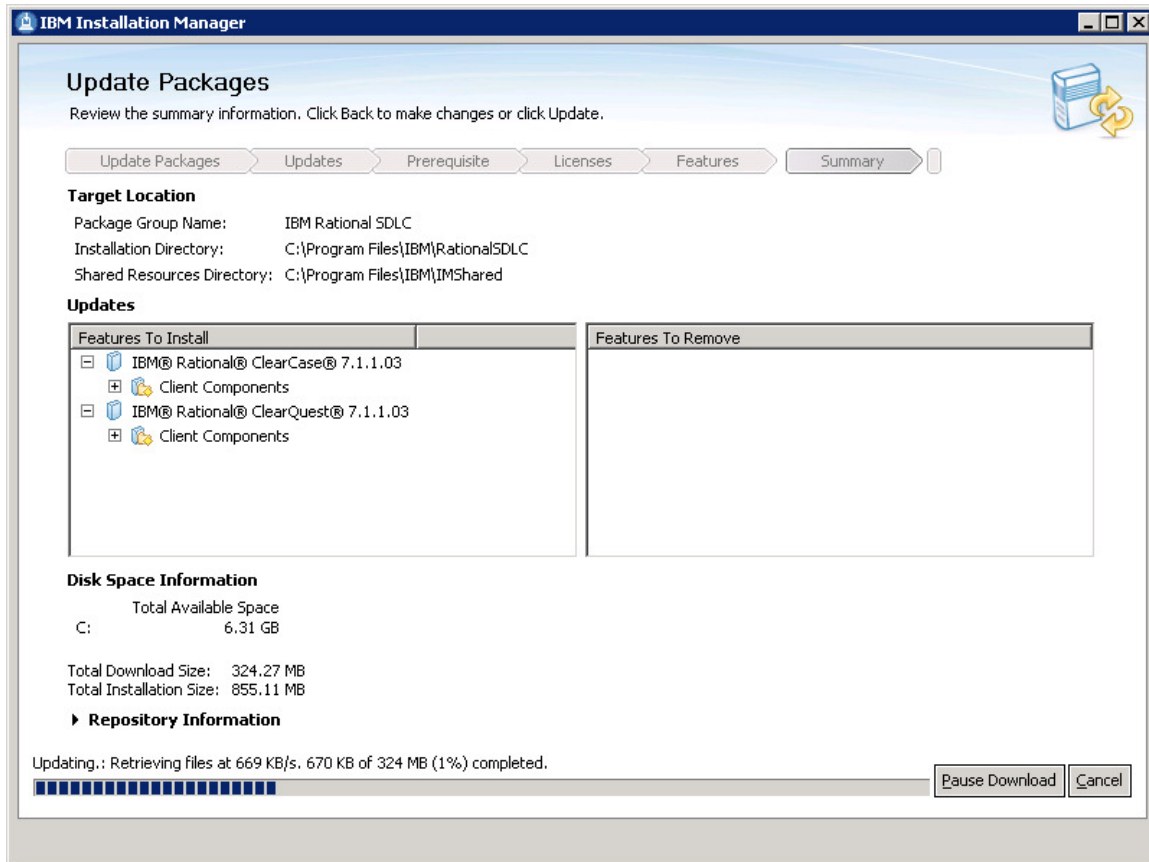 IBM Installation Manager
Update Packages
Review the summary information. Click Back to make changes or click Update.
Update Packages Updates Prerequisite Licenses Features Summary
Target Location
Package Group Name: IBM Rational SDLC
Installation Directory: C:\Program Files\IBM\RationalSDLC
Shared Resources Directory: C:\Program Files\IBM\IMShared
Updates
Features To Install Features To Remove
IBM® Rational® ClearCase® 7.1.1.03
Client Components
IBM® Rational® ClearQuest® 7.1.1.03
Client Components
Disk Space Information
Total Available Space
C: 6.31 GB
Total Download Size: 324.27 MB
Total Installation Size: 855.11 MB
Repository Information
Updating.: Retrieving files at 669 KB/s. 670 KB of 324 MB (1%) completed.
Pause Download Cancel